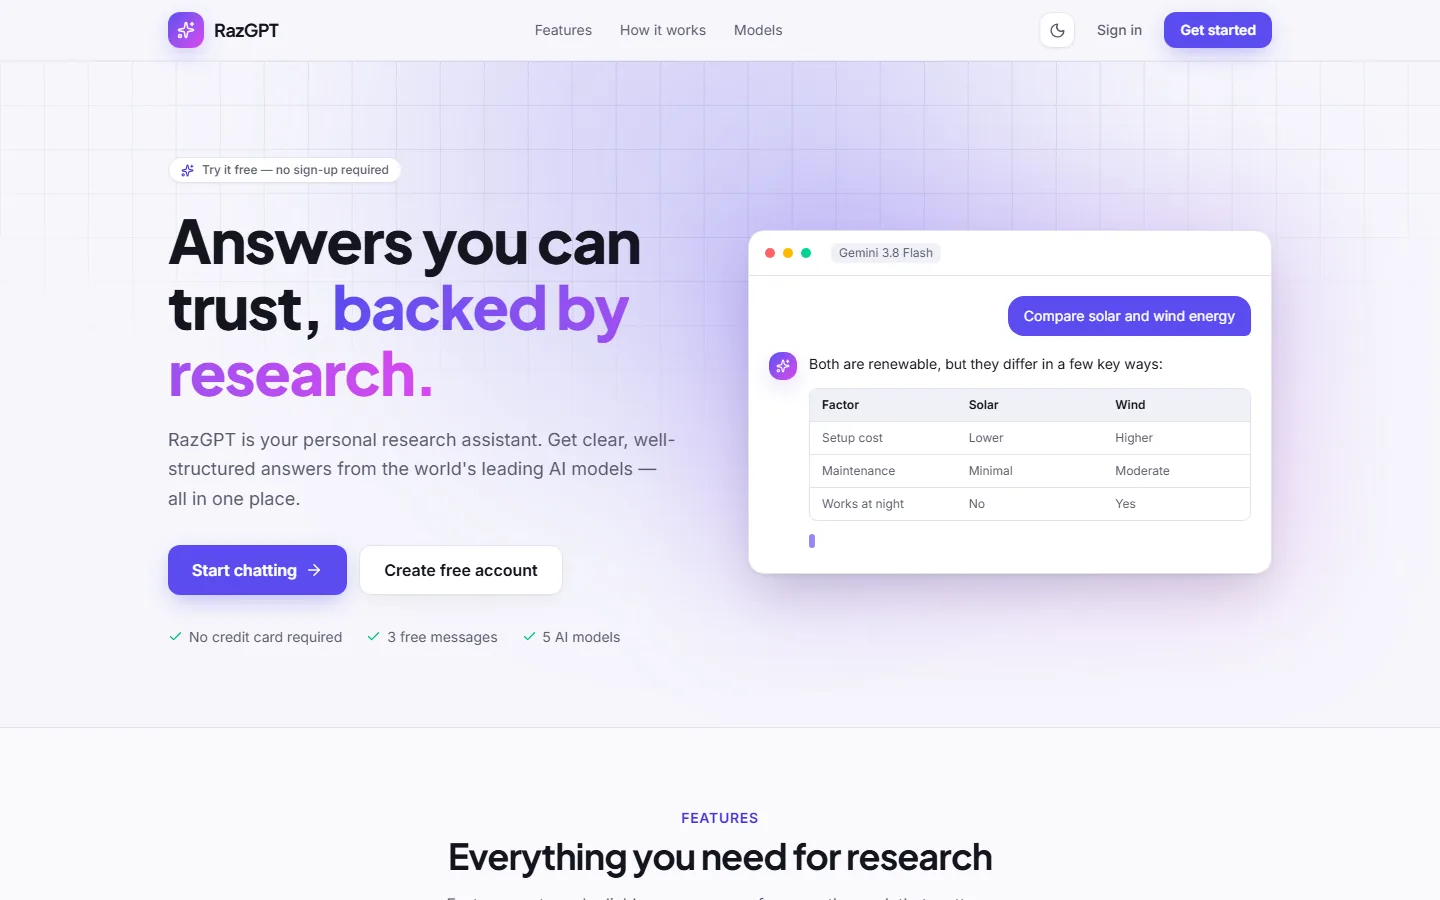 RazGPT
Features
How it works
Models
Sign in
Get started
Try it free — no sign-up required
Answers you can
trust, backed by
research.
RazGPT is your personal research assistant. Get clear, well-
structured answers from the world's leading AI models —
all in one place.
Start chatting
Create free account
No credit card required
3 free messages
5 AI models
Gemini 3.8 Flash
Compare solar and wind energy
Both are renewable, but they differ in a few key ways:
Factor Solar Wind
Setup cost Lower Higher
Maintenance Minimal Moderate
Works at night No Yes
FEATURES
Everything you need for research